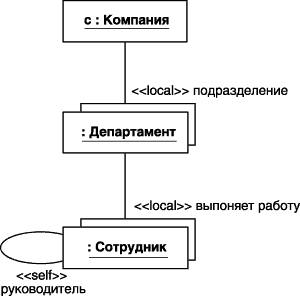 c : Компания
<<local>> подразделение
: Департамент
<<local>> выпоняет работу
: Сотрудник
<<self>>
руководитель